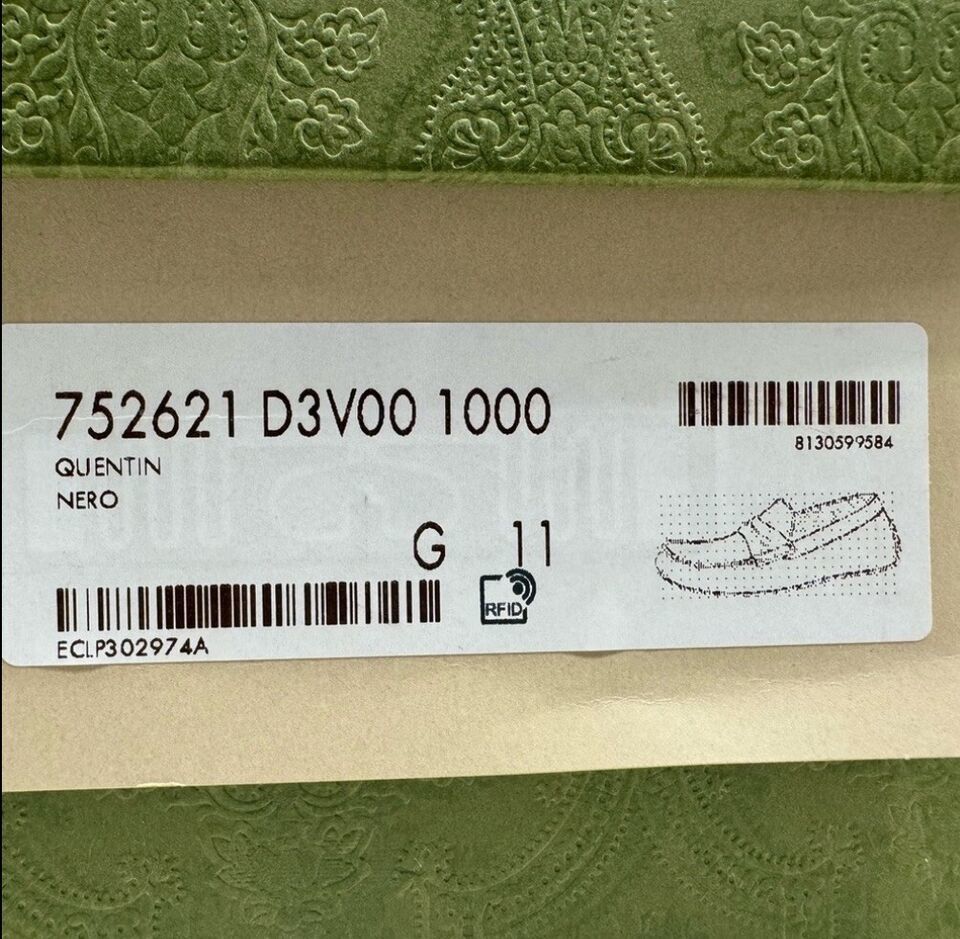 752621 D3V00 1000
8130599584
QUENTIN
NERO
G 11
RFID
ECLP302974A